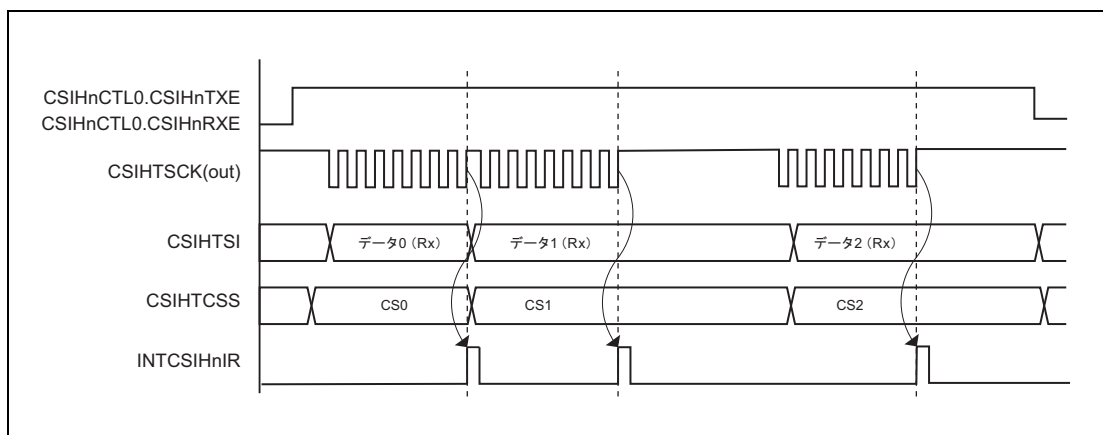 CSIHnCTL0.CSIHnTXE
CSIHnCTL0.CSIHnRXE
CSIHTSCK(out)
CSIHTSI
データ0（Rx）
データ1（Rx）
データ2（Rx）
CSIHTCSS
CS0
CS1
CS2
INTCSIHnIR